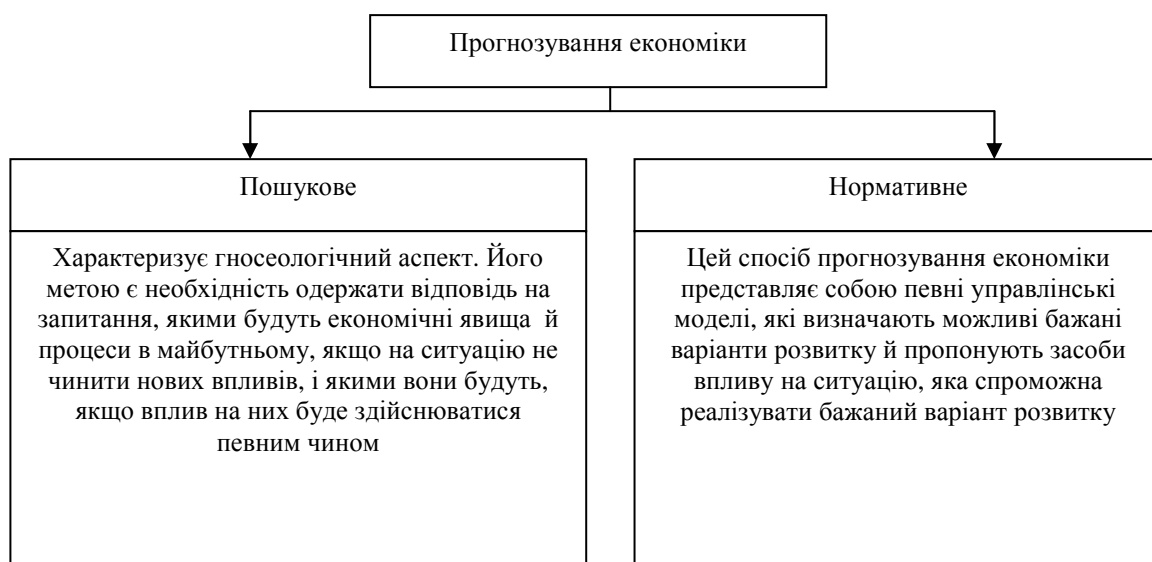 Прогнозування економіки
Пошукове
Характеризує гносеологічний аспект. Його
метою є необхідність одержати відповідь на
запитання, якими будуть економічні явища й
процеси в майбутньому, якщо на ситуацію не
чинити нових впливів, і якими вони будуть,
якщо вплив на них буде здійснюватися
певним чином
Нормативне
Цей спосіб прогнозування економіки
представляє собою певні управлінські
моделі, які визначають можливі бажані
варіанти розвитку й пропонують засоби
впливу на ситуацію, яка спроможна
реалізувати бажаний варіант розвитку